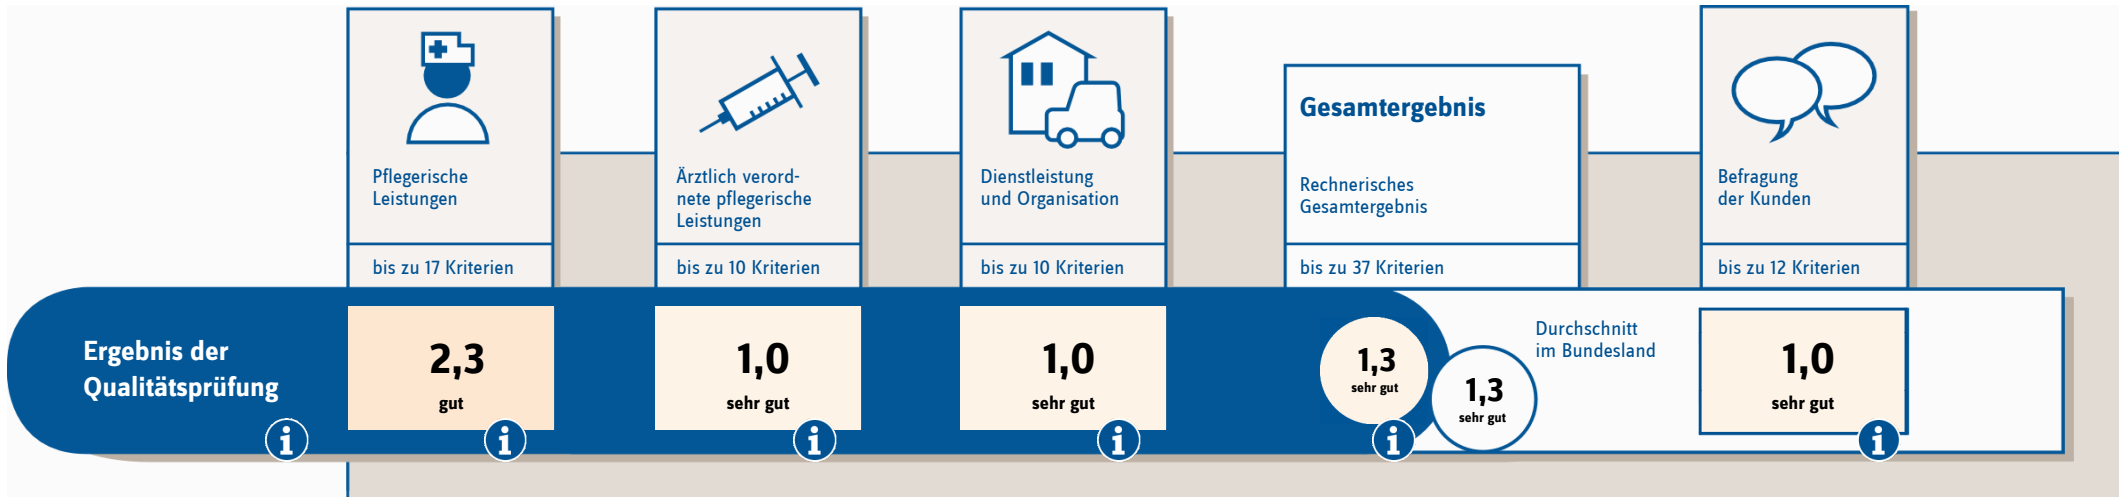 Pflegerische
Leistungen
bis zu 17 Kriterien
Ärztlich verord-
nete pflegerische
Leistungen
bis zu 10 Kriterien
Dienstleistung
und Organisation
bis zu 10 Kriterien
Gesamtergebnis
Rechnerisches
Gesamtergebnis
bis zu 37 Kriterien
Befragung
der Kunden
bis zu 12 Kriterien
Ergebnis der
Qualitätsprüfung
i
2,3
gut
i
1,0
sehr gut
i
1,0
sehr gut
i
1,3
sehr gut
i
1,3
sehr gut
Durchschnitt
im Bundesland
1,0
sehr gut
i